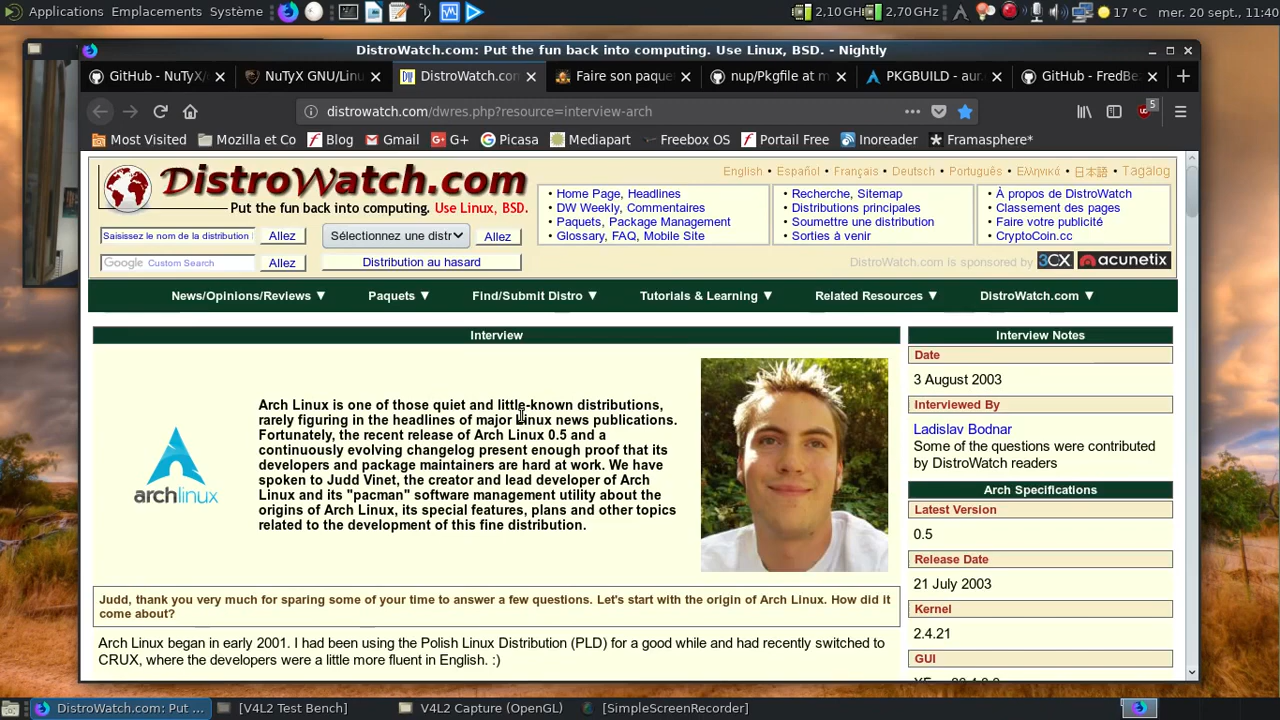 Applications Emplacements Système 2,10 GHz 2,70 GHz 17 °C mer. 20 sept., 11:40
DistroWatch.com: Put the fun back into computing. Use Linux, BSD. - Nightly
GitHub - NuTyX/ NuTyX GNU/Lin DistroWatch.co Faire son paque nup/Pkgfile at m PKGBUILD - aur. GitHub - FredBe
distrowatch.com/dwres.php?resource=interview-arch
5
Most Visited Mozilla et Co Blog Gmail G+ Picasa Mediapart Freebox OS Portail Free Inoreader Framasphere*
DistroWatch.com
Put the fun back into computing. Use Linux, BSD.
English • Español • Français • Deutsch • Português • Ελληνικά • 日本語 • Tagalog
• Home Page, Headlines
• DW Weekly, Commentaires
• Paquets, Package Management
• Glossary, FAQ, Mobile Site
• Recherche, Sitemap
• Distributions principales
• Soumettre une distribution
• Sorties à venir
• À propos de DistroWatch
• Classement des pages
• Faire votre publicité
• CryptoCoin.cc
Saisissez le nom de la distribution Allez Sélectionnez une distr Allez
Google Custom Search Allez Distribution au hasard
DistroWatch.com is sponsored by 3CX acunetix
News/Opinions/Reviews ▼ Paquets ▼ Find/Submit Distro ▼ Tutorials & Learning ▼ Related Resources ▼ DistroWatch.com ▼
Interview
archlinux
Arch Linux is one of those quiet and little-known distributions,
rarely figuring in the headlines of major Linux news publications.
Fortunately, the recent release of Arch Linux 0.5 and a
continuously evolving changelog present enough proof that its
developers and package maintainers are hard at work. We have
spoken to Judd Vinet, the creator and lead developer of Arch
Linux and its "pacman" software management utility about the
origins of Arch Linux, its special features, plans and other topics
related to the development of this fine distribution.
Judd, thank you very much for sparing some of your time to answer a few questions. Let's start with the origin of Arch Linux. How did it
come about?
Arch Linux began in early 2001. I had been using the Polish Linux Distribution (PLD) for a good while and had recently switched to
CRUX, where the developers were a little more fluent in English. :)
Interview Notes
Date
3 August 2003
Interviewed By
Ladislav Bodnar
Some of the questions were contributed
by DistroWatch readers
Arch Specifications
Latest Version
0.5
Release Date
21 July 2003
Kernel
2.4.21
GUI
DistroWatch.com: Put ... [V4L2 Test Bench] V4L2 Capture (OpenGL) [SimpleScreenRecorder]